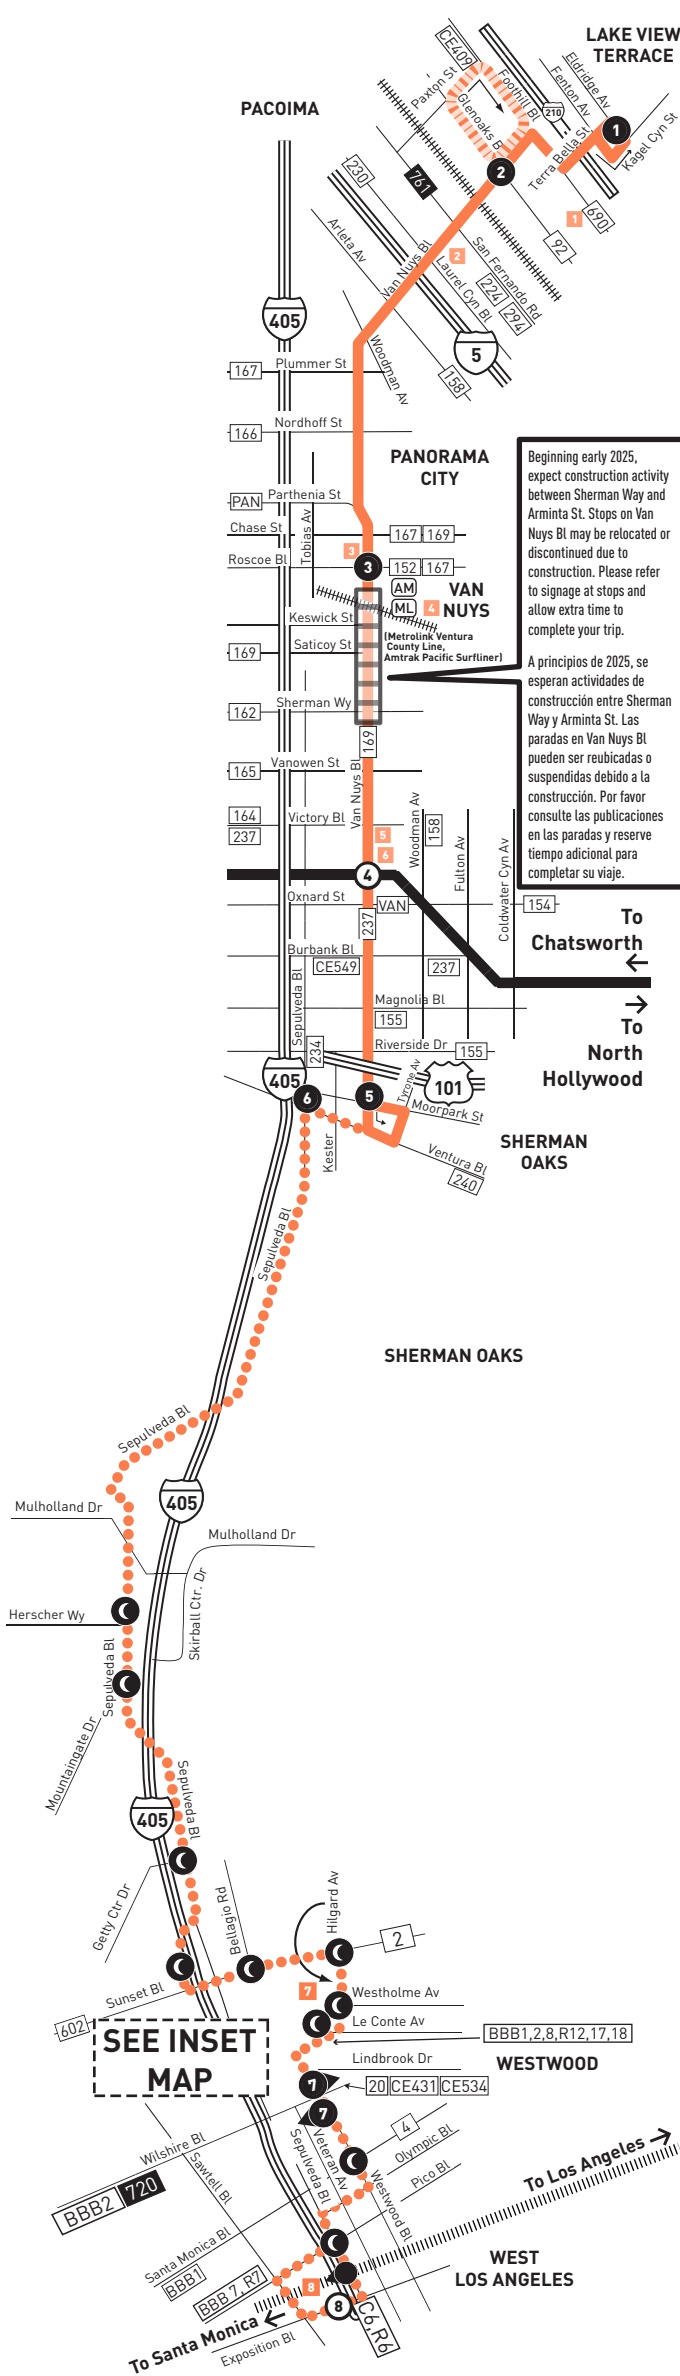 LAKE VIEW
TERRACE
CE409
Paxton St
Foothill Bl
Glenoaks B
Eldridge Av
Fenton Av
210
1
Kagel Cyn St
Terra Bella St
PACOIMA
2
761
230
690
1
92
Arleta Av
Van Nuys Bl
2
San Fernando Rd
Laurel Cyn Bl
224
294
405
5
Woodman Av
158
167
Plummer St
166
Nordhoff St
PANORAMA
CITY
PAN
Parthenia St
Chase St
Tobias Av
167
169
Roscoe Bl
3
3
152
167
AM
ML
4
VAN
NUYS
Keswick St
(Metrolink Ventura
County Line,
Amtrak Pacific Surfliner)
169
Saticoy St
162
Sherman Wy
169
165
Vanowen St
Van Nuys Bl
164
237
Victory Bl
5
6
Woodman Av
158
Fulton Av
Coldwater Cyn Av
4
Oxnard St
VAN
154
237
Burbank Bl
CE549
237
Sepulveda Bl
Magnolia Bl
155
Riverside Dr
155
234
405
101
Tyrone Av
6
5
Moorpark St
Kester
Ventura Bl
240
SHERMAN
OAKS
Beginning early 2025,
expect construction activity
between Sherman Way and
Arminta St. Stops on Van
Nuys Bl may be relocated or
discontinued due to
construction. Please refer
to signage at stops and
allow extra time to
complete your trip.
A principios de 2025, se
esperan actividades de
construcción entre Sherman
Way y Arminta St. Las
paradas en Van Nuys Bl
pueden ser reubicadas o
suspendidas debido a la
construcción. Por favor
consulte las publicaciones
en las paradas y reserve
tiempo adicional para
completar su viaje.
To
Chatsworth
To
North
Hollywood
Sepulveda Bl
SHERMAN OAKS
Sepulveda Bl
405
Mulholland Dr
Mulholland Dr
Skirball Ctr. Dr
Herscher Wy
Sepulveda Bl
Mountaingate Dr
Sepulveda Bl
405
Getty Ctr Dr
Bellagio Rd
Hilgard Av
2
Sunset Bl
602
7
Westholme Av
Le Conte Av
BBB1,2,8,R12,17,18
SEE INSET
MAP
Lindbrook Dr
WESTWOOD
7
20
CE431
CE534
7
Wilshire Bl
BBB2
720
Sawtell Bl
Sepulveda Bl
Veteran Av
4
Olympic Bl
Westwood Bl
Pico Bl
Santa Monica Bl
BBB1
BBB 7, R7
To Los Angeles
WEST
LOS ANGELES
8
8
C6,R6
To Santa Monica
Exposition Bl